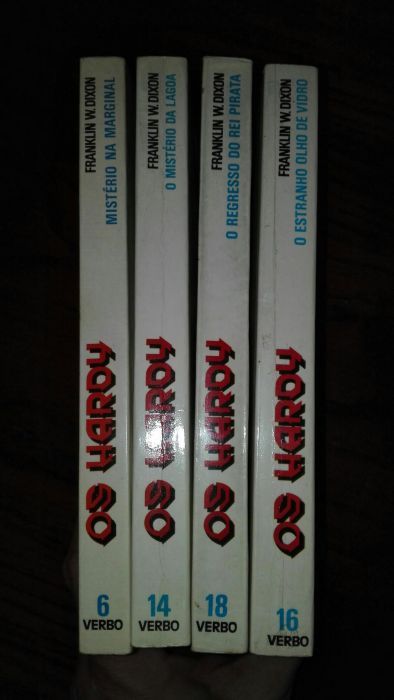 FRANKLIN W. DIXON
MISTÉRIO NA MARGINAL
OS HARDY
6
VERBO
FRANKLIN W. DIXON
O MISTÉRIO DA LAGOA
OS HARDY
14
VERBO
FRANKLIN W. DIXON
O REGRESSO DO REI PIRATA
OS HARDY
18
VERBO
FRANKLIN W. DIXON
O ESTRANHO OLHO DE VIDRO
OS HARDY
16
VERBO